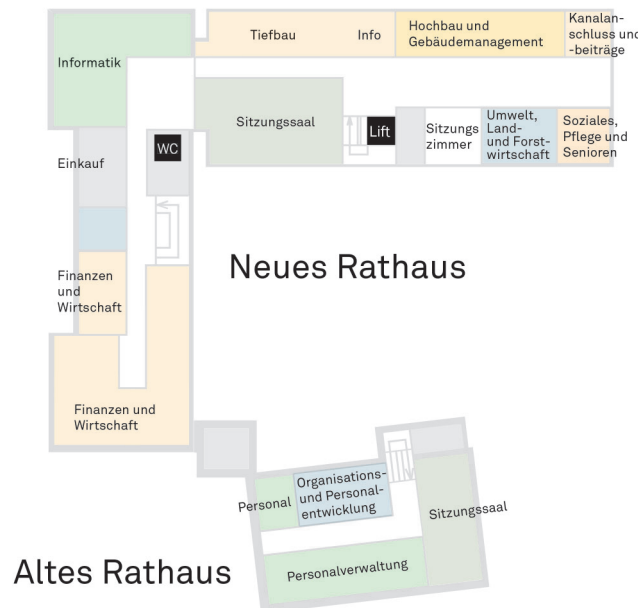 Informatik
Tiefbau
Info
Hochbau und
Gebäudemanagement
Kanalan-
schluss und
-beiträge
Einkauf
WC
Sitzungssaal
Lift
Sitzungs
zimmer
Umwelt,
Land-
und Forst-
wirtschaft
Soziales,
Pflege und
Senioren
Neues Rathaus
Finanzen
und
Wirtschaft
Finanzen und
Wirtschaft
Personal
Organisations-
und Personal-
entwicklung
Sitzungssaal
Personalverwaltung
Altes Rathaus